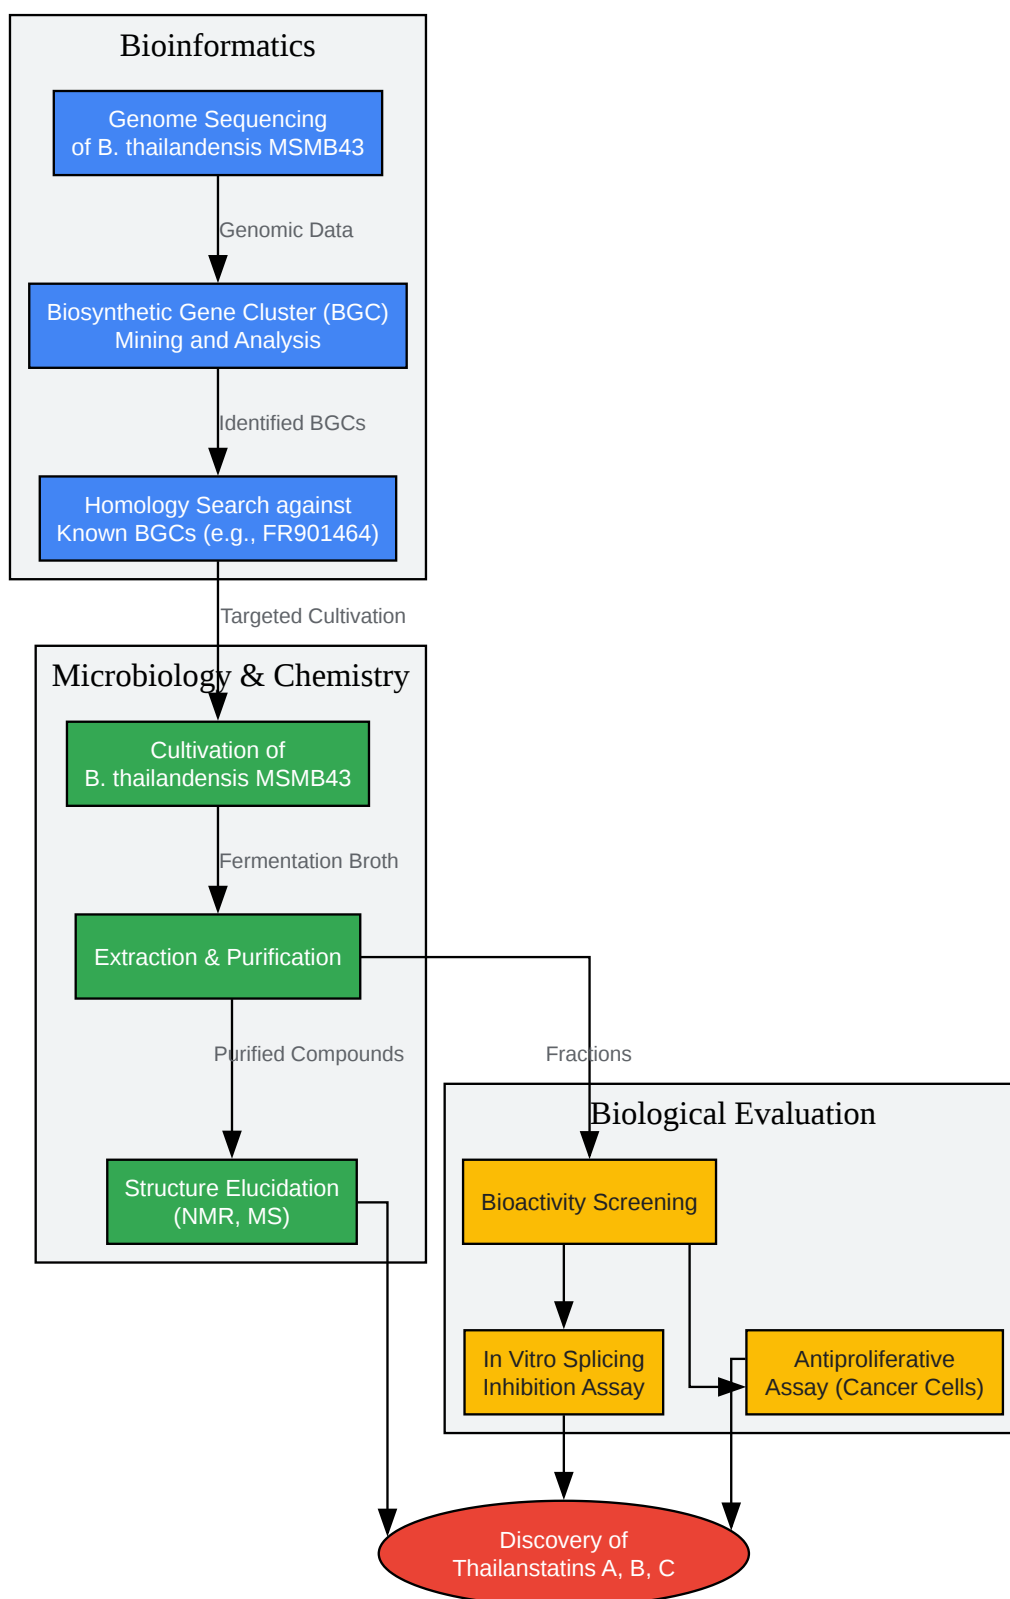 Bioinformatics
Genome Sequencing
of B. thailandensis MSMB43
Genomic Data
Biosynthetic Gene Cluster (BGC)
Mining and Analysis
Identified BGCs
Homology Search against
Known BGCs (e.g., FR901464)
Targeted Cultivation
Microbiology & Chemistry
Cultivation of
B. thailandensis MSMB43
Fermentation Broth
Extraction & Purification
Purified Compounds
Fractions
Biological Evaluation
Structure Elucidation
(NMR, MS)
Bioactivity Screening
In Vitro Splicing
Inhibition Assay
Antiproliferative
Assay (Cancer Cells)
Discovery of
Thailanstatins A, B, C